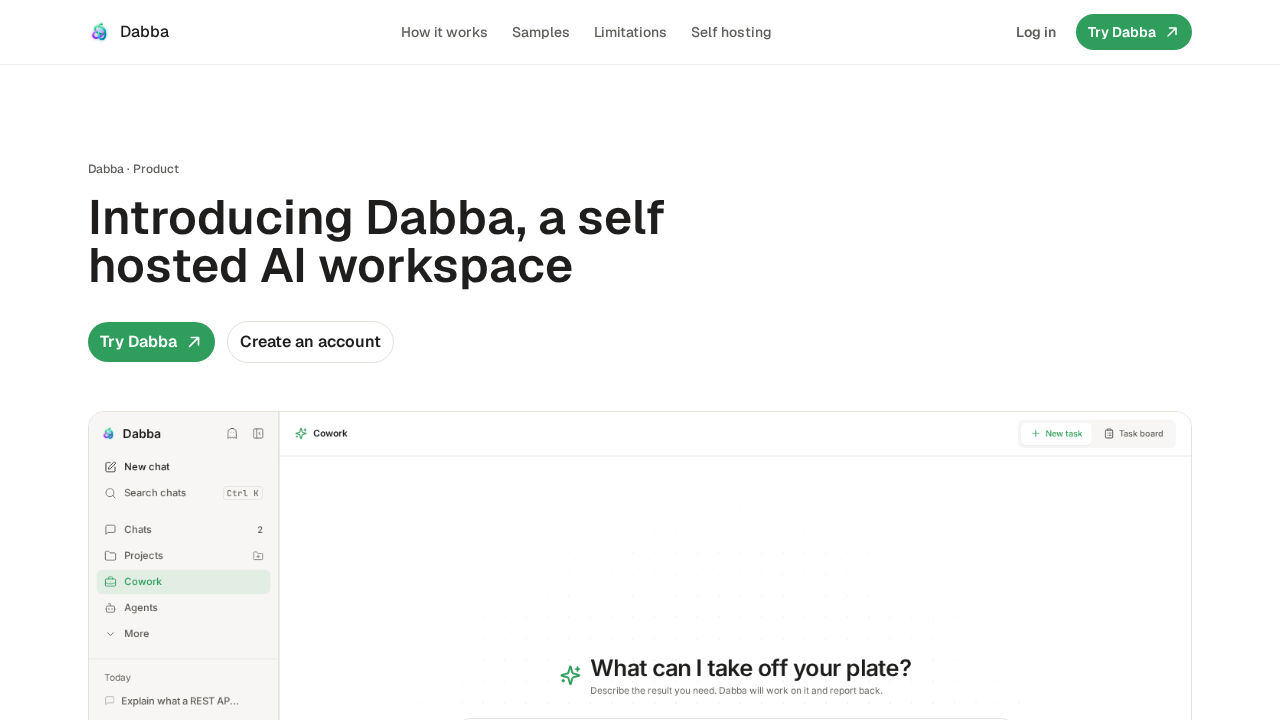 Dabba
How it works
Samples
Limitations
Self hosting
Log in
Try Dabba
Dabba · Product
Introducing Dabba, a self
hosted AI workspace
Try Dabba
Create an account
Dabba
New chat
Search chats
Ctrl K
Chats
2
Projects
Cowork
Agents
More
Today
Explain what a REST AP...
Cowork
New task
Task board
What can I take off your plate?
Describe the result you need. Dabba will work on it and report back.